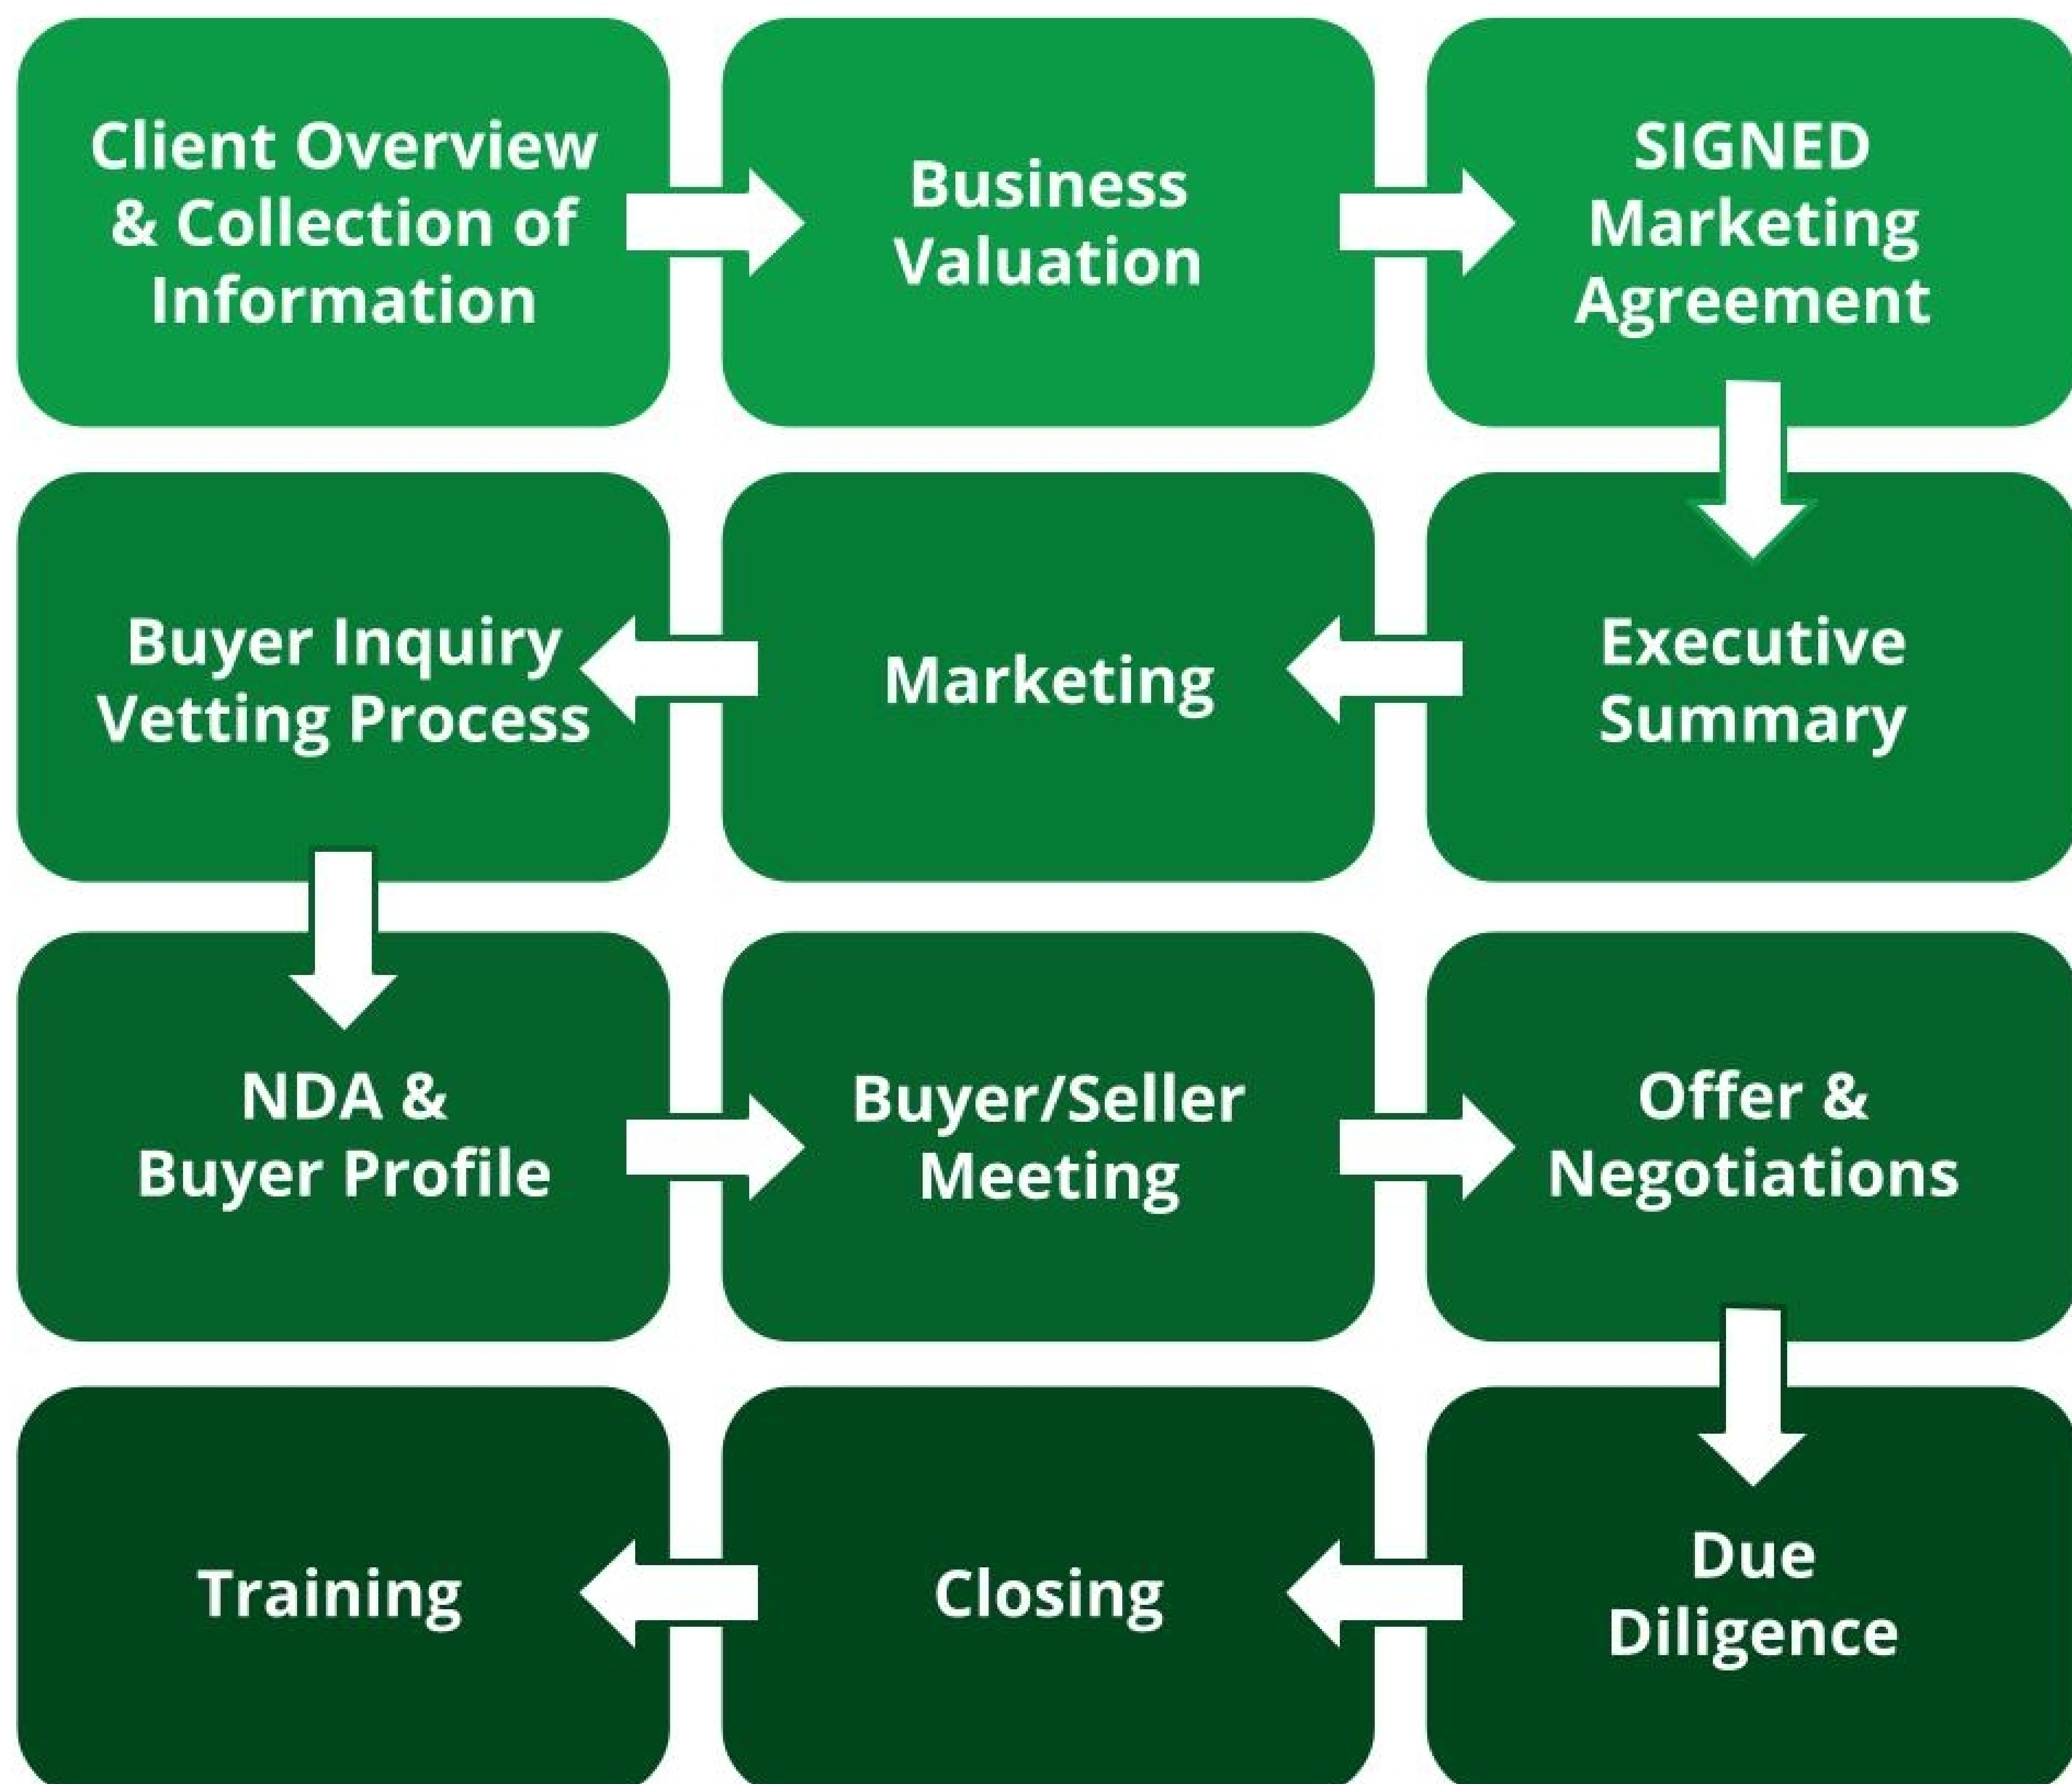 Client Overview
& Collection of
Information
Business
Valuation
SIGNED
Marketing
Agreement
Executive
Summary
Marketing
Buyer Inquiry
Vetting Process
NDA &
Buyer Profile
Buyer/Seller
Meeting
Offer &
Negotiations
Due
Diligence
Closing
Training